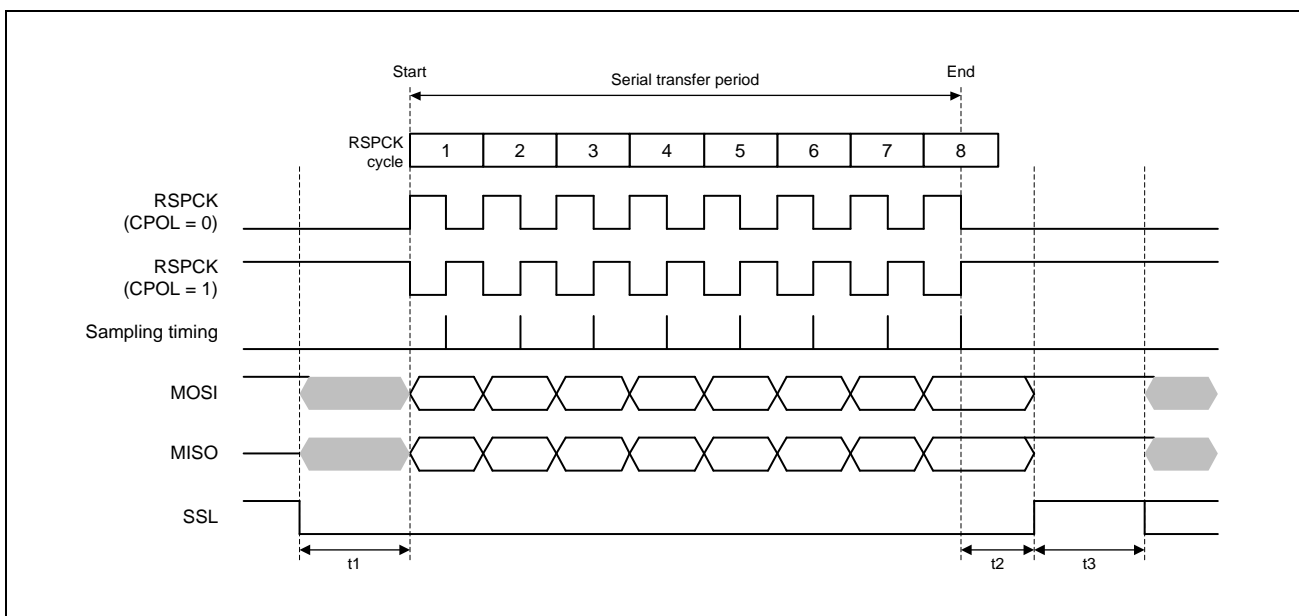 Start
Serial transfer period
End
RSPCK
cycle
1 2 3 4 5 6 7 8
RSPCK
(CPOL = 0)
RSPCK
(CPOL = 1)
Sampling timing
MOSI
MISO
SSL
t1
t2
t3